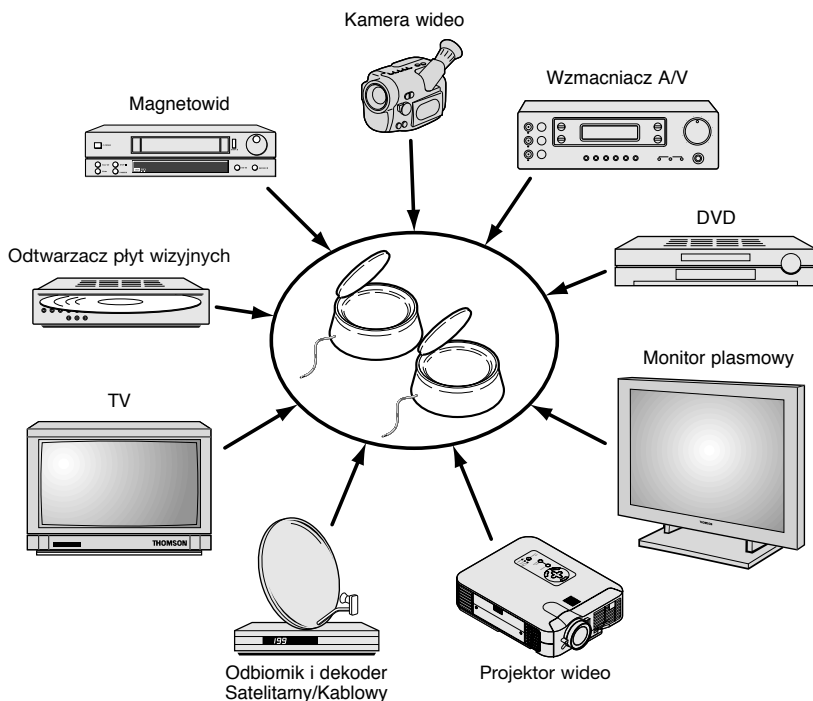 Kamera wideo
Wzmacniacz A/V
Magnetowid
DVD
Odtwarzacz płyt wizyjnych
Monitor plasmowy
TV
THOMSON
199
Odbiornik i dekoder
Satelitarny/Kablowy
Projektor wideo